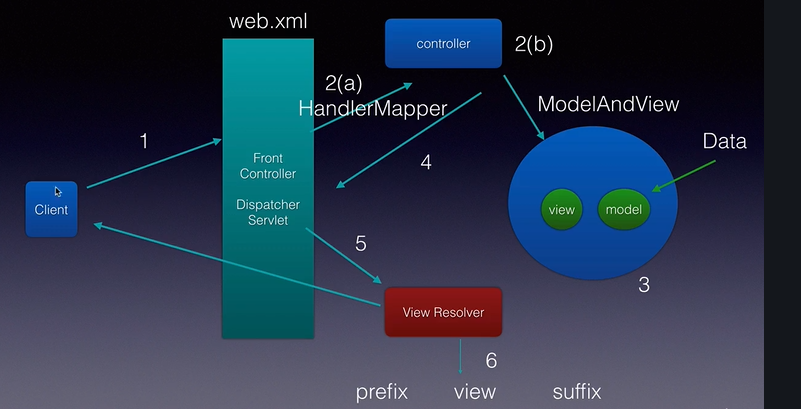 web.xml
controller
2(b)
2(a)
HandlerMapper
ModelAndView
1
Data
Front
Controller
4
Client
Dispatcher
Servlet
view
model
5
3
View Resolver
6
prefix
view
suffix